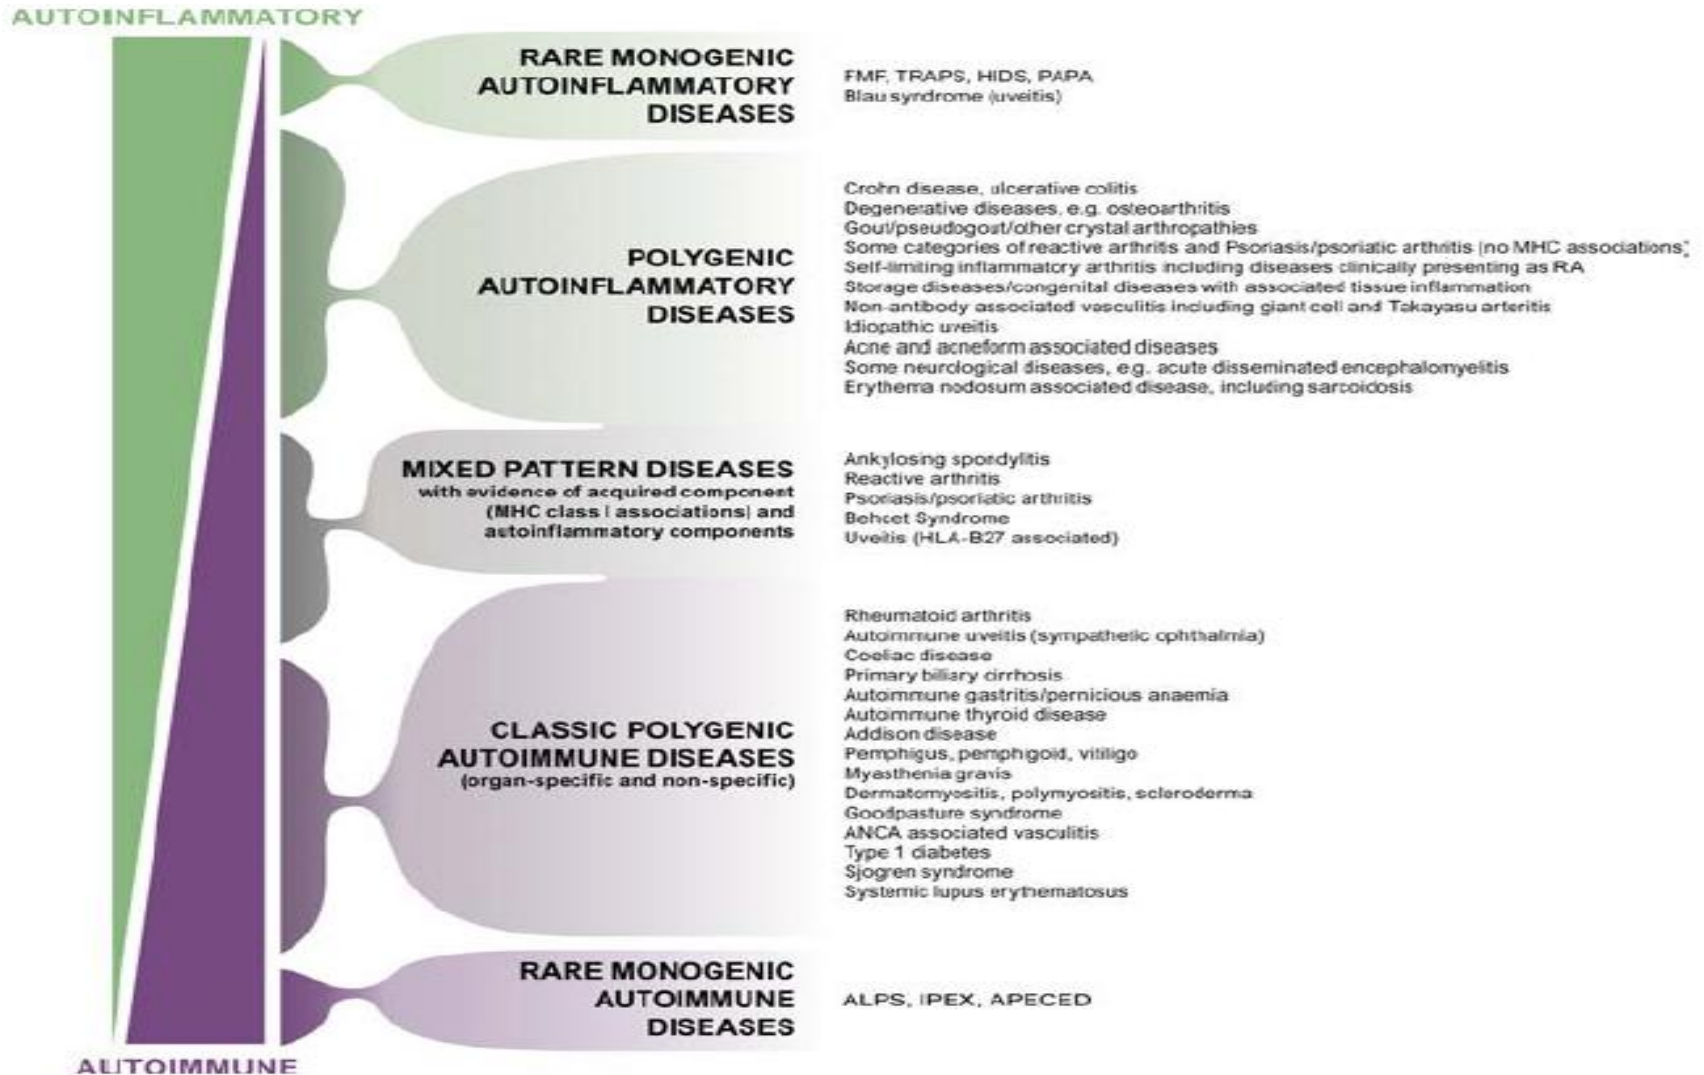 AUTOINFLAMMATORY
RARE MONOGENIC
AUTOINFLAMMATORY
DISEASES
FMF, TRAPS, HIDS, PAPA
Blau syndrome (uveitis)
POLYGENIC
AUTOINFLAMMATORY
DISEASES
Crohn disease, ulcerative colitis
Degenerative diseases, e.g. osteoarthritis
Gout/pseudogout/other crystal arthropathies
Some categories of reactive arthritis and Psoriasis/psoriatic arthritis (no MHC associations)
Self-limiting inflammatory arthritis including diseases clinically presenting as RA
Storage diseases/congenital diseases with associated tissue inflammation
Non-antibody associated vasculitis including giant cell and Takayasu arteritis
Idiopathic uveitis
Acne and acneform associated diseases
Some neurological diseases, e.g. acute disseminated encephalomyelitis
Erythema nodosum associated disease, including sarcoidosis
MIXED PATTERN DISEASES
with evidence of acquired component
(MHC class I associations) and
autoinflammatory components
Ankylosing spondylitis
Reactive arthritis
Psoriasis/psoriatic arthritis
Behcet Syndrome
Uveitis (HLA-B27 associated)
CLASSIC POLYGENIC
AUTOIMMUNE DISEASES
(organ-specific and non-specific)
Rheumatoid arthritis
Autoimmune uveitis (sympathetic ophthalmia)
Coeliac disease
Primary biliary cirrhosis
Autoimmune gastritis/pernicious anaemia
Autoimmune thyroid disease
Addison disease
Pemphigus, pemphigoid, vitiligo
Myasthenia gravis
Dermatomyositis, polymyositis, scleroderma
Goodpasture syndrome
ANCA associated vasculitis
Type 1 diabetes
Sjogren syndrome
Systemic lupus erythematosus
RARE MONOGENIC
AUTOIMMUNE
DISEASES
ALPS, IPEX, APECED
AUTOIMMUNE